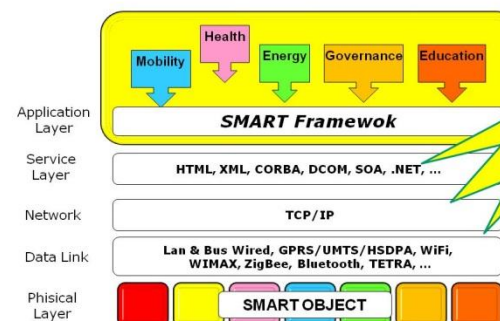 Health
Mobility
Energy
Governance
Education
Application
Layer
SMART Framewok
Service
Layer
HTML, XML, CORBA, DCOM, SOA, .NET, ...
Network
TCP/IP
Data Link
Lan & Bus Wired, GPRS/UMTS/HSDPA, WiFi,
WIMAX, ZigBee, Bluetooth, TETRA, ...
Phisical
Layer
SMART OBJECT